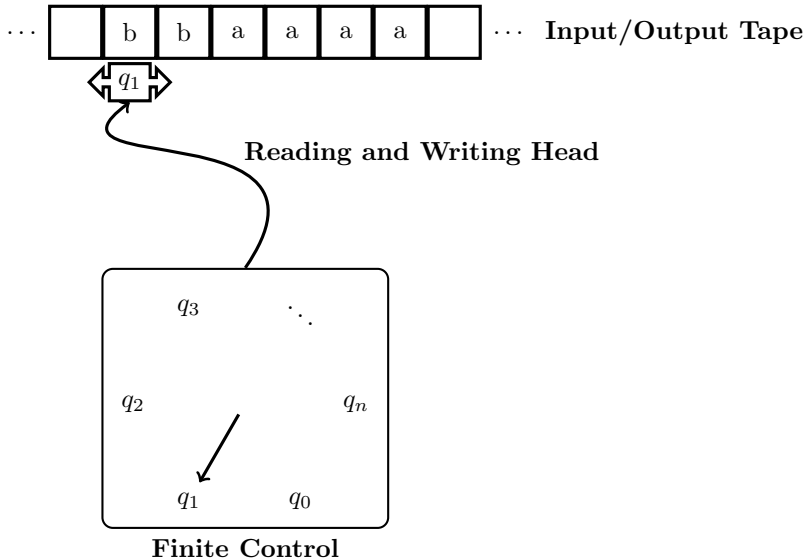 … b b a a a a … Input/Output Tape
q₁
Reading and Writing Head
q₃ ⋱
q₂ qₙ
q₁ q₀
Finite Control